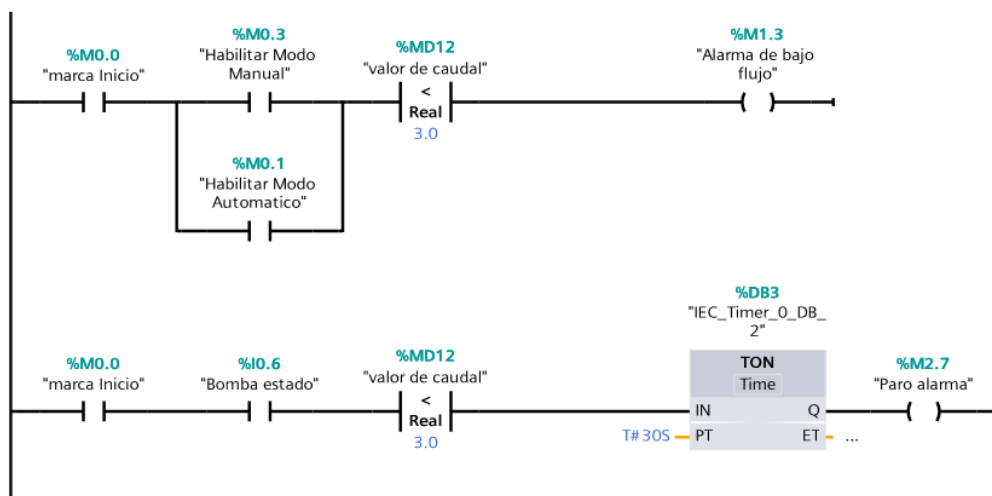 %M0.0
"marca Inicio"
%M0.3
"Habilitar Modo
Manual"
%MD12
"valor de caudal"
<
Real
3.0
%M1.3
"Alarma de bajo
flujo"
%M0.1
"Habilitar Modo
Automatico"
%M0.0
"marca Inicio"
%I0.6
"Bomba estado"
%MD12
"valor de caudal"
<
Real
3.0
%DB3
"IEC_Timer_0_DB_
2"
TON
Time
IN
Q
T#30S
PT
ET
...
%M2.7
"Paro alarma"